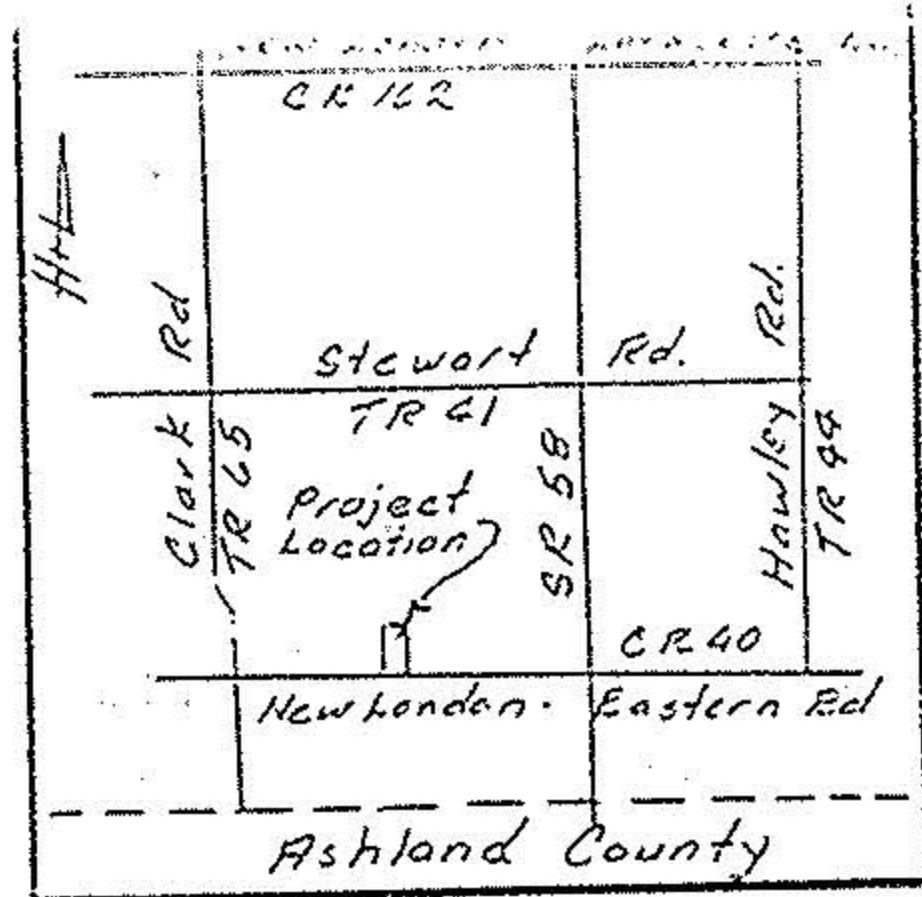 CR 162
Clark Rd
TR 65
Stewart Rd.
TR 41
Project
Location
SR 58
Hawley Rd.
TR 44
CR 40
New London - Eastern Rd
Ashland County